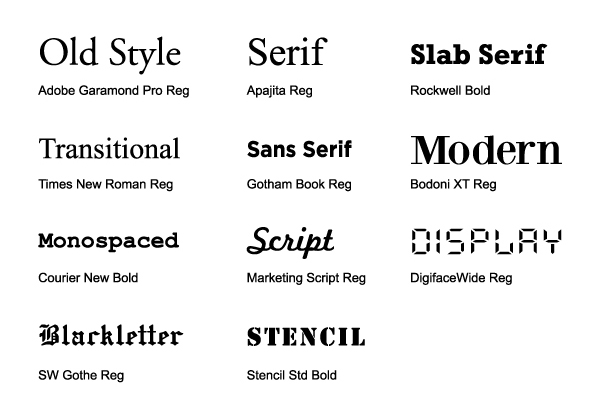 Old Style
Adobe Garamond Pro Reg
Serif
Apajita Reg
Slab Serif
Rockwell Bold
Transitional
Times New Roman Reg
Sans Serif
Gotham Book Reg
Modern
Bodoni XT Reg
Monospaced
Courier New Bold
Script
Marketing Script Reg
DISPLAY
DigifaceWide Reg
Blackletter
SW Gothe Reg
STENCIL
Stencil Std Bold